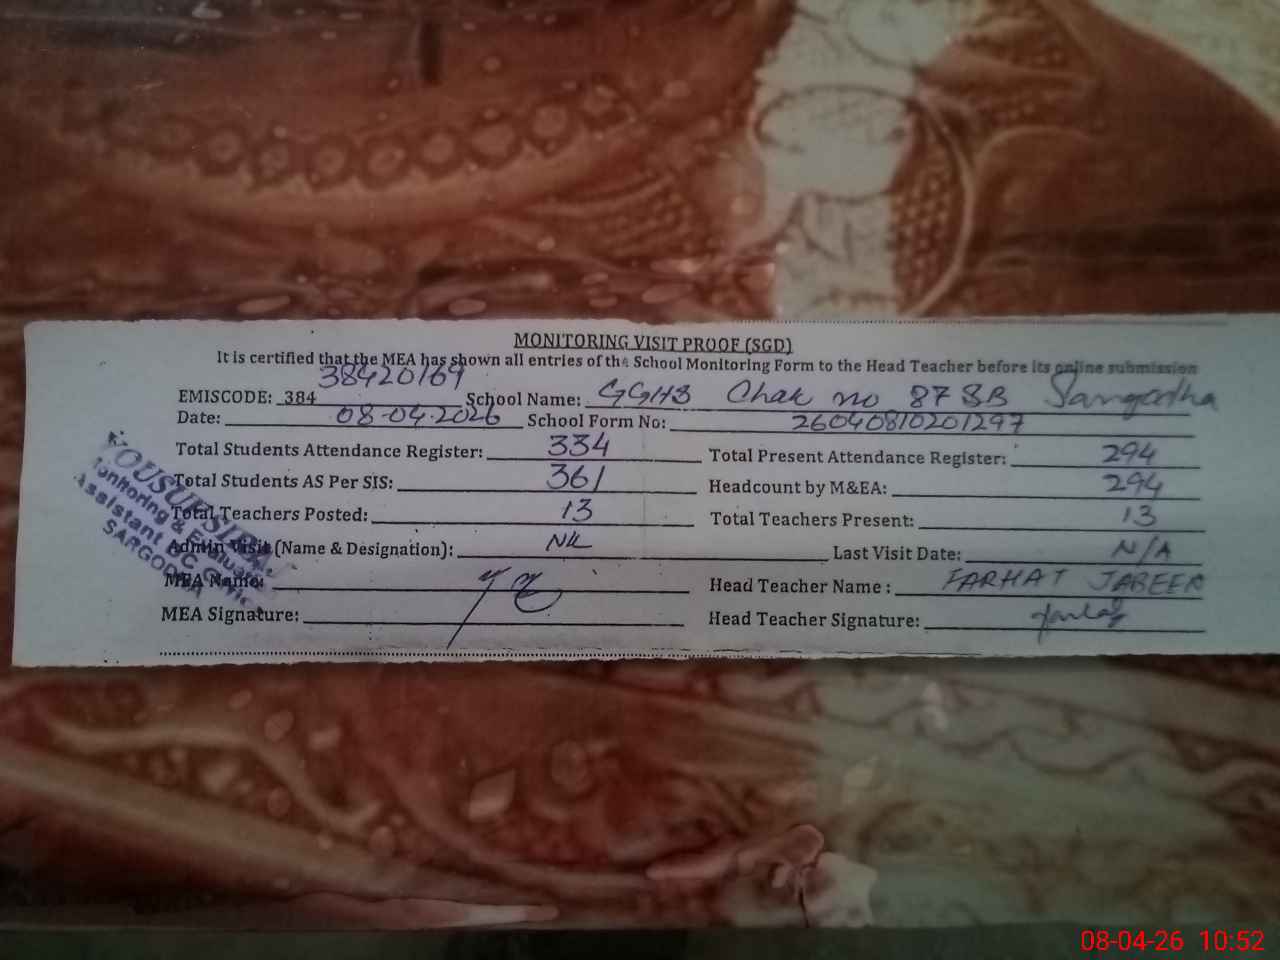 MONITORING VISIT PROOF (SGD)
It is certified that the MEA has shown all entries of the School Monitoring Form to the Head Teacher before its online submission
38420169
EMISCODE: 384 School Name: GGHS Chak no 87 SB Sargodha
Date: 08-04-2026 School Form No: 26040810201297
Total Students Attendance Register: 334 Total Present Attendance Register: 294
Total Students AS Per SIS: 361 Headcount by M&EA: 294
Total Teachers Posted: 13 Total Teachers Present: 13
Admin Visit (Name & Designation): NIL Last Visit Date: N/A
MEA Name: Head Teacher Name : FARHAT JABEEN
MEA Signature: Head Teacher Signature:
Monitoring &
Assistant DC Office
SARGODHA
08-04-26 10:52